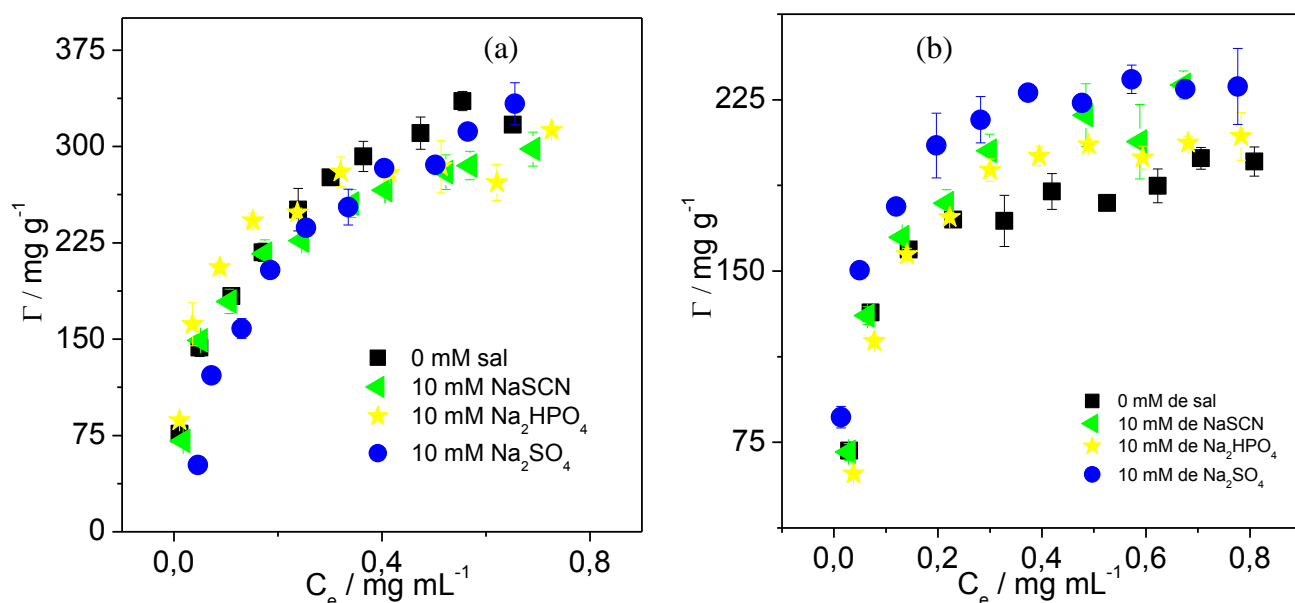 (a)
Γ / mg g⁻¹
375
300
225
150
75
0
0 mM sal
10 mM NaSCN
10 mM Na₂HPO₄
10 mM Na₂SO₄
0,0
0,4
0,8
Cₑ / mg mL⁻¹
(b)
Γ / mg g⁻¹
225
150
75
0 mM de sal
10 mM de NaSCN
10 mM de Na₂HPO₄
10 mM de Na₂SO₄
0,0
0,2
0,4
0,6
0,8
Cₑ / mg mL⁻¹